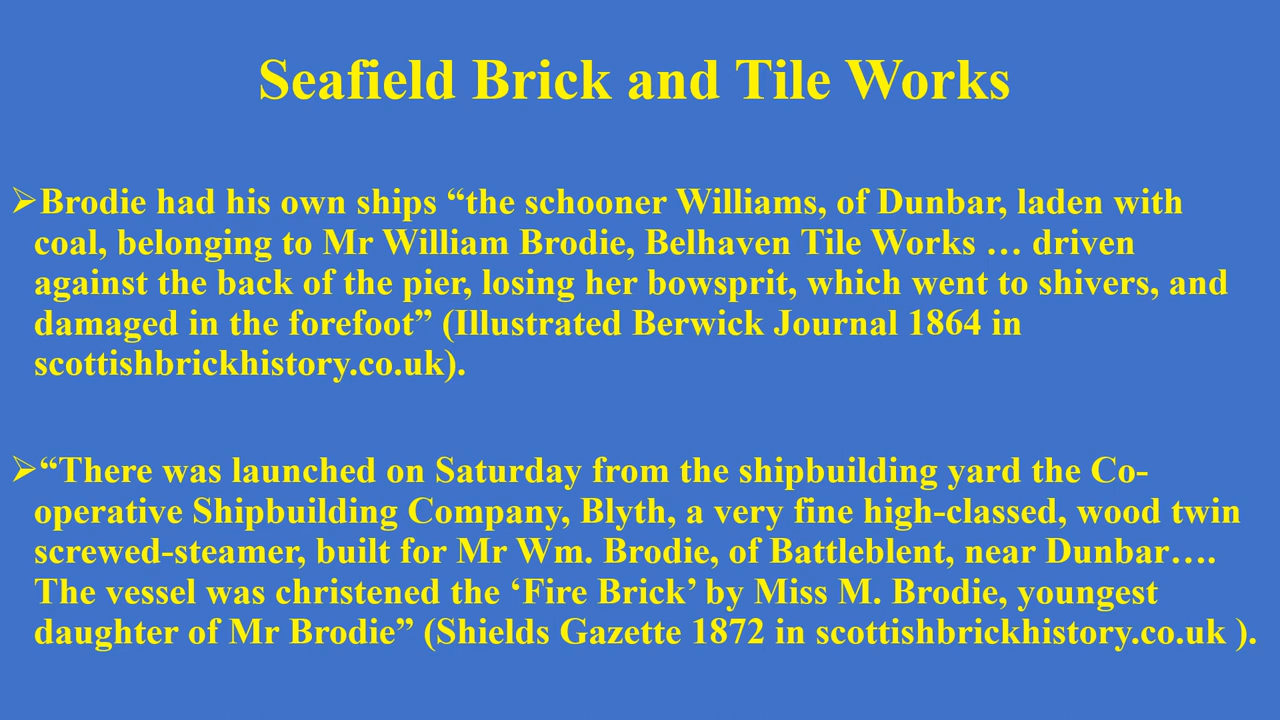 Seafield Brick and Tile Works
➢Brodie had his own ships “the schooner Williams, of Dunbar, laden with
coal, belonging to Mr William Brodie, Belhaven Tile Works … driven
against the back of the pier, losing her bowsprit, which went to shivers, and
damaged in the forefoot” (Illustrated Berwick Journal 1864 in
scottishbrickhistory.co.uk).
➢“There was launched on Saturday from the shipbuilding yard the Co-
operative Shipbuilding Company, Blyth, a very fine high-classed, wood twin
screwed-steamer, built for Mr Wm. Brodie, of Battleblent, near Dunbar….
The vessel was christened the ‘Fire Brick’ by Miss M. Brodie, youngest
daughter of Mr Brodie” (Shields Gazette 1872 in scottishbrickhistory.co.uk ).